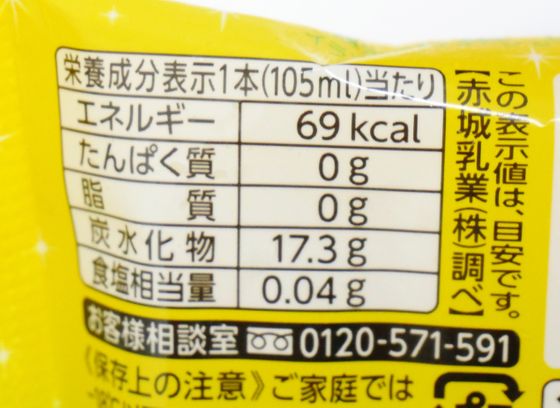 栄養成分表示1本(105ml)当たり
エネルギー 69kcal
たんぱく質 0g
脂質 0g
炭水化物 17.3g
食塩相当量 0.04g
この表示値は、目安です。
【赤城乳業(株)調べ】
お客様相談室 0120-571-591
《保存上の注意》ご家庭では